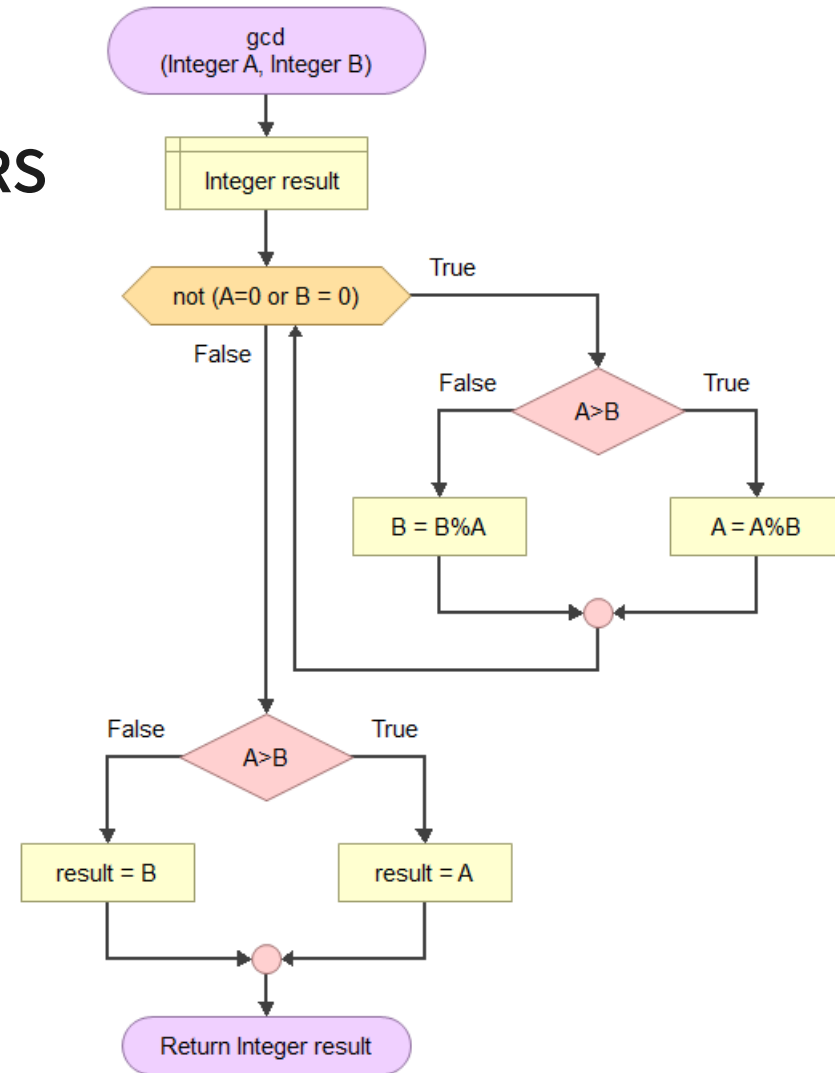 gcd
(Integer A, Integer B)
RS
Integer result
not (A=0 or B = 0)
True
False
A>B
False
True
B = B%A
A = A%B
A>B
False
True
result = B
result = A
Return Integer result